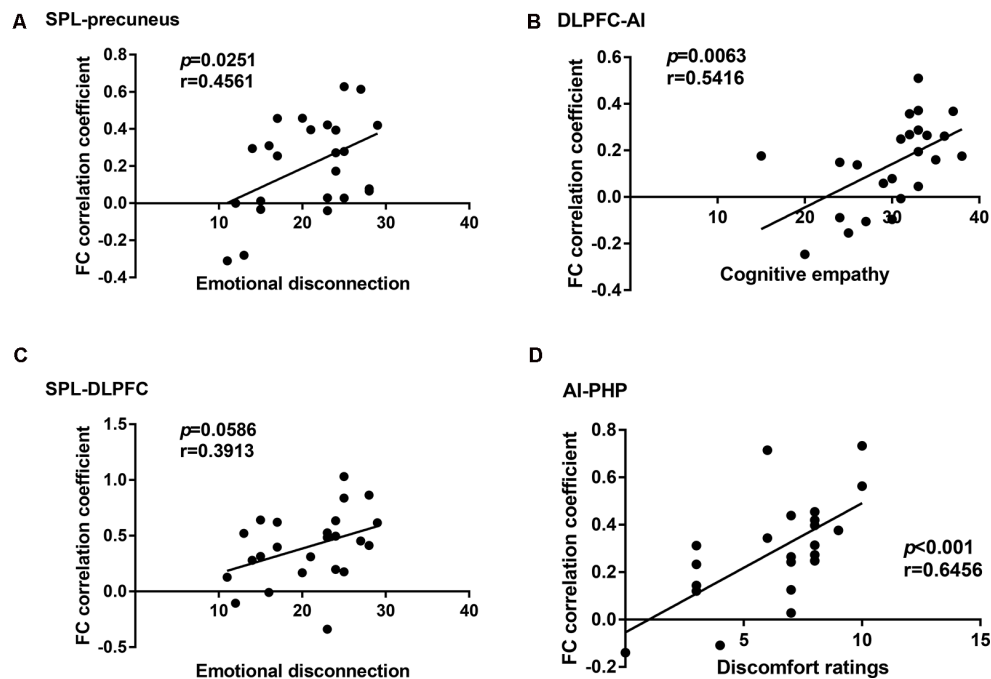 A SPL-precuneus
p=0.0251
r=0.4561
FC correlation coefficient
0.8
0.6
0.4
0.2
0.0
-0.2
-0.4
10 20 30 40
Emotional disconnection
B DLPFC-AI
p=0.0063
r=0.5416
FC correlation coefficient
0.6
0.4
0.2
0.0
-0.2
-0.4
10 20 30 40
Cognitive empathy
C
SPL-DLPFC
p=0.0586
r=0.3913
FC correlation coefficient
1.5
1.0
0.5
0.0
-0.5
10 20 30 40
Emotional disconnection
D
AI-PHP
p<0.001
r=0.6456
FC correlation coefficient
0.8
0.6
0.4
0.2
0.0
-0.2
5 10 15
Discomfort ratings